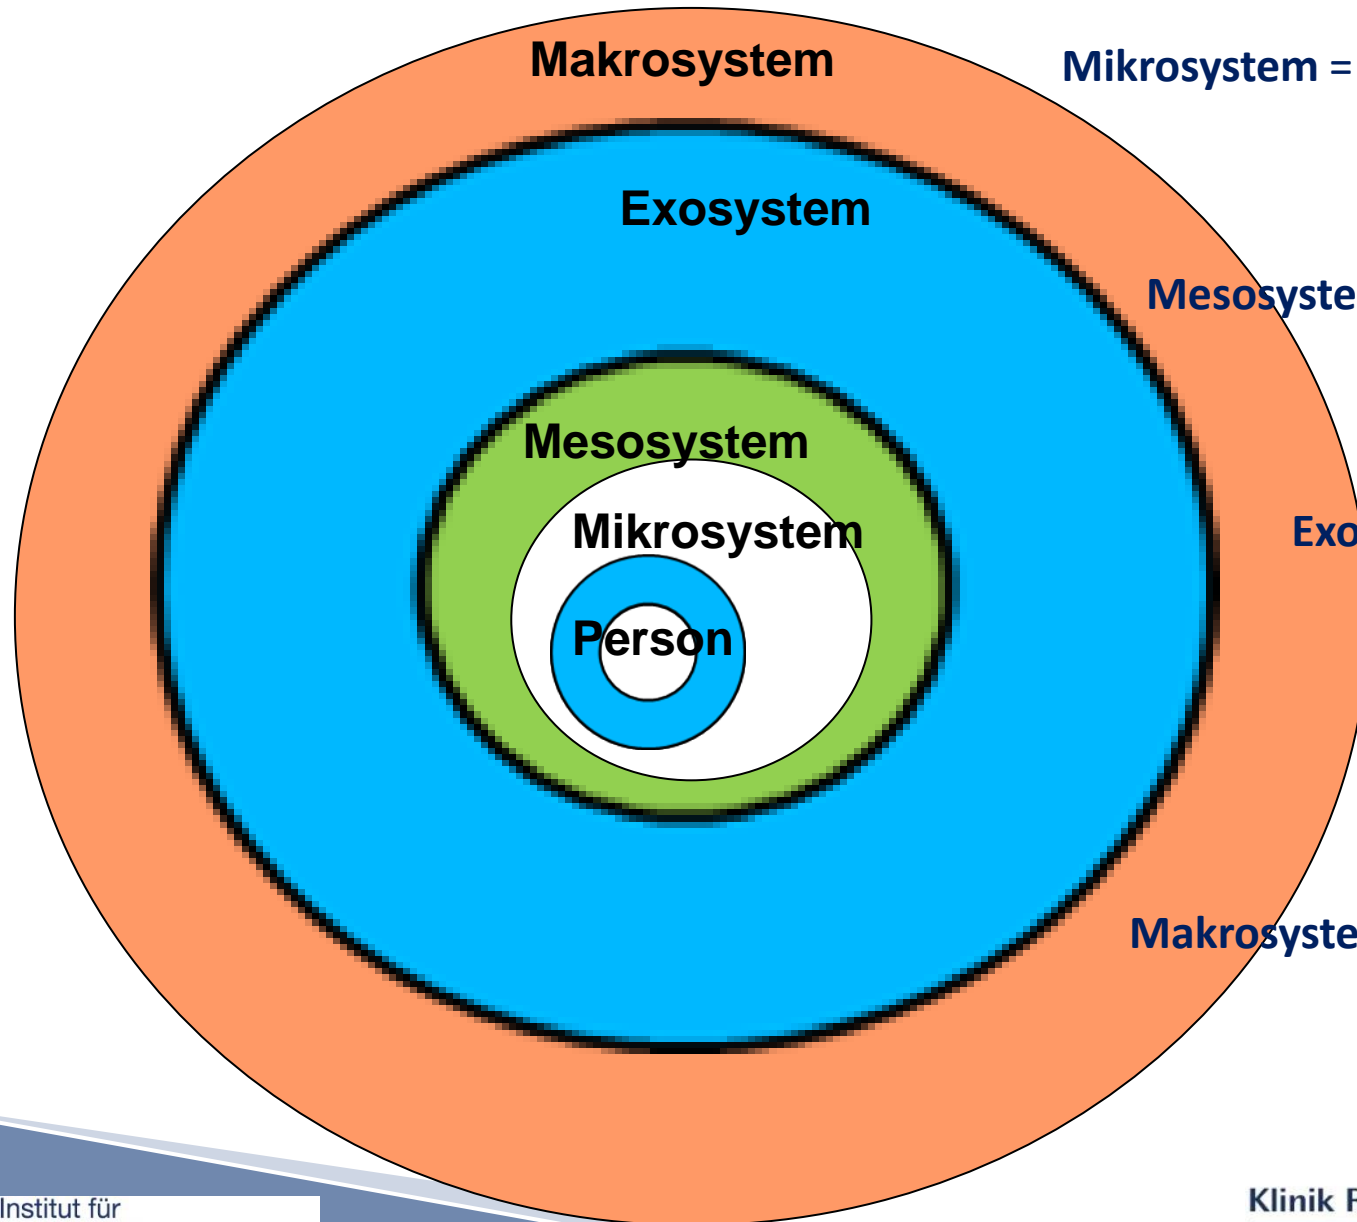 Makrosystem
Mikrosystem =
Exosystem
Mesosyste
Mesosystem
Mikrosystem
Exo
Person
Makrosyste
Klinik
Institut für